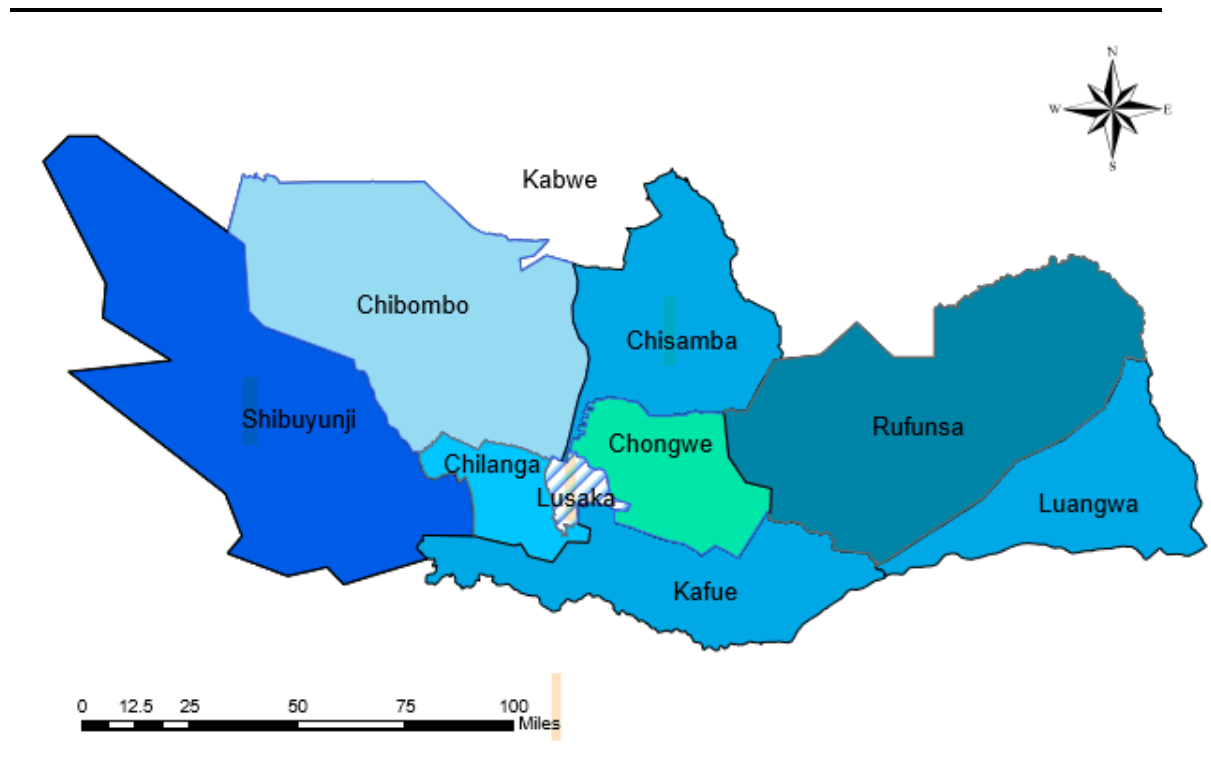 N
W E
S
Kabwe
Chibombo
Chisamba
Shibuyunji
Rufunsa
Chongwe
Chilanga
Lusaka
Luangwa
Kafue
0 12.5 25 50 75 100
Miles